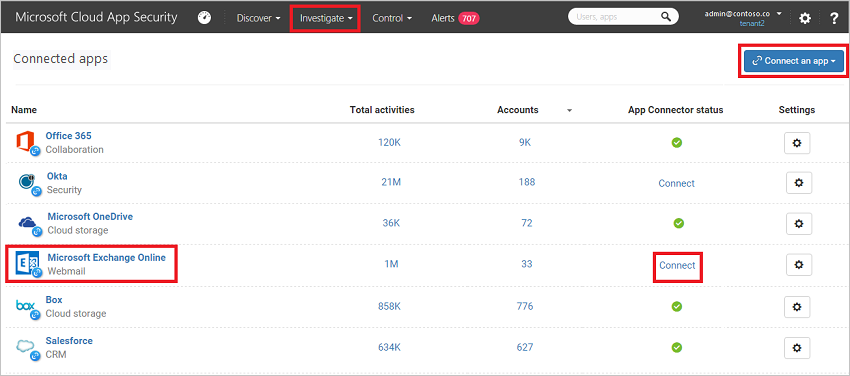 Microsoft Cloud App Security Discover Investigate Control Alerts 707 Users, apps admin@contoso.co ?
tenant2
Connected apps Connect an app
Name Total activities Accounts App Connector status Settings
Office 365 120K 9K
Collaboration
Okta 21M 188 Connect
Security
Microsoft OneDrive 36K 72
Cloud storage
Microsoft Exchange Online 1M 33 Connect
Webmail
Box 858K 776
Cloud storage
Salesforce 634K 627
CRM